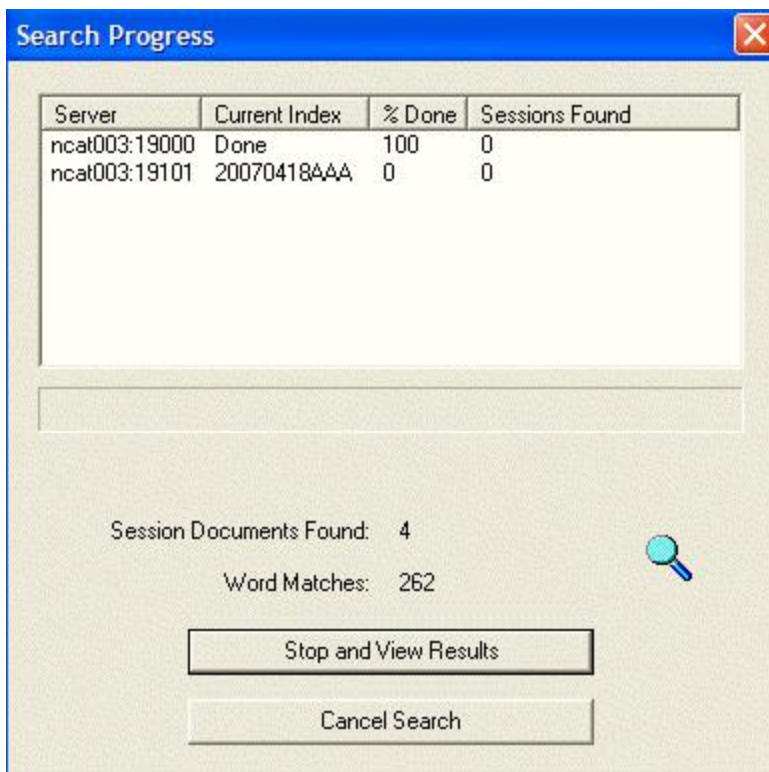 Search Progress
Server Current Index % Done Sessions Found
ncat003:19000 Done 100 0
ncat003:19101 20070418AAA 0 0
Session Documents Found: 4
Word Matches: 262
Stop and View Results
Cancel Search